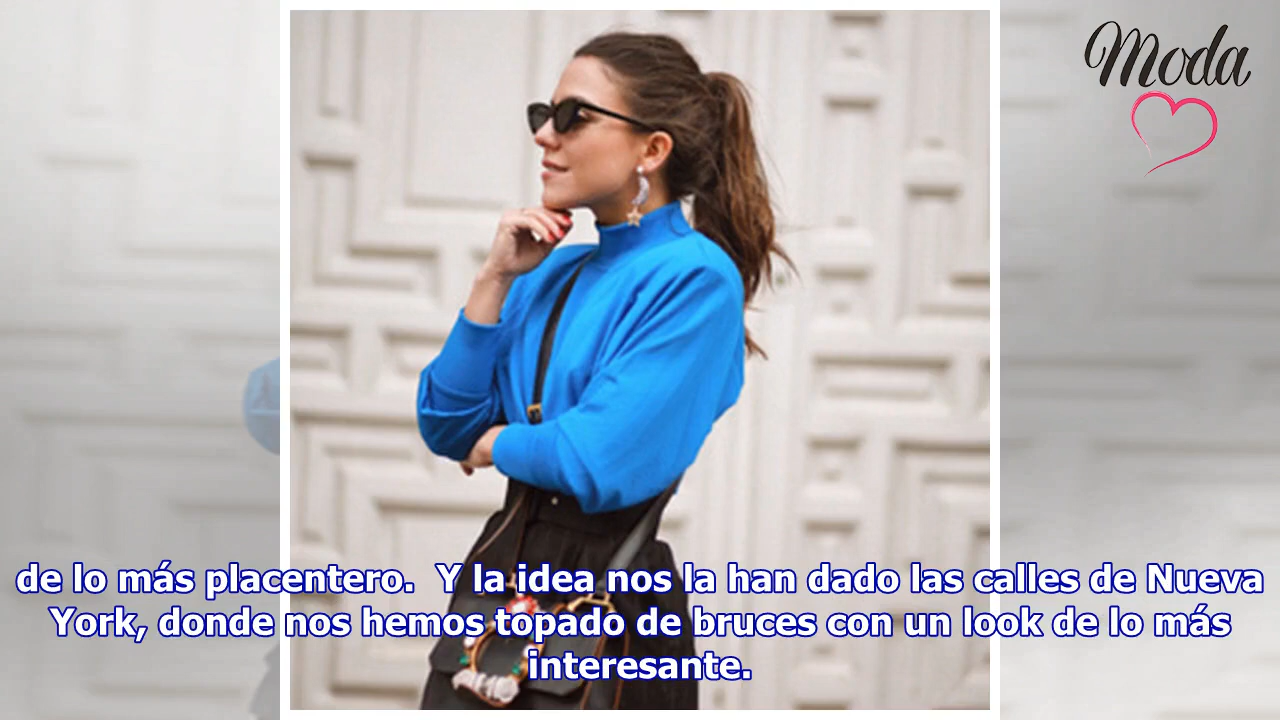 Moda
de lo más placentero.  Y la idea nos la han dado las calles de Nueva
York, donde nos hemos topado de bruces con un look de lo más
interesante.